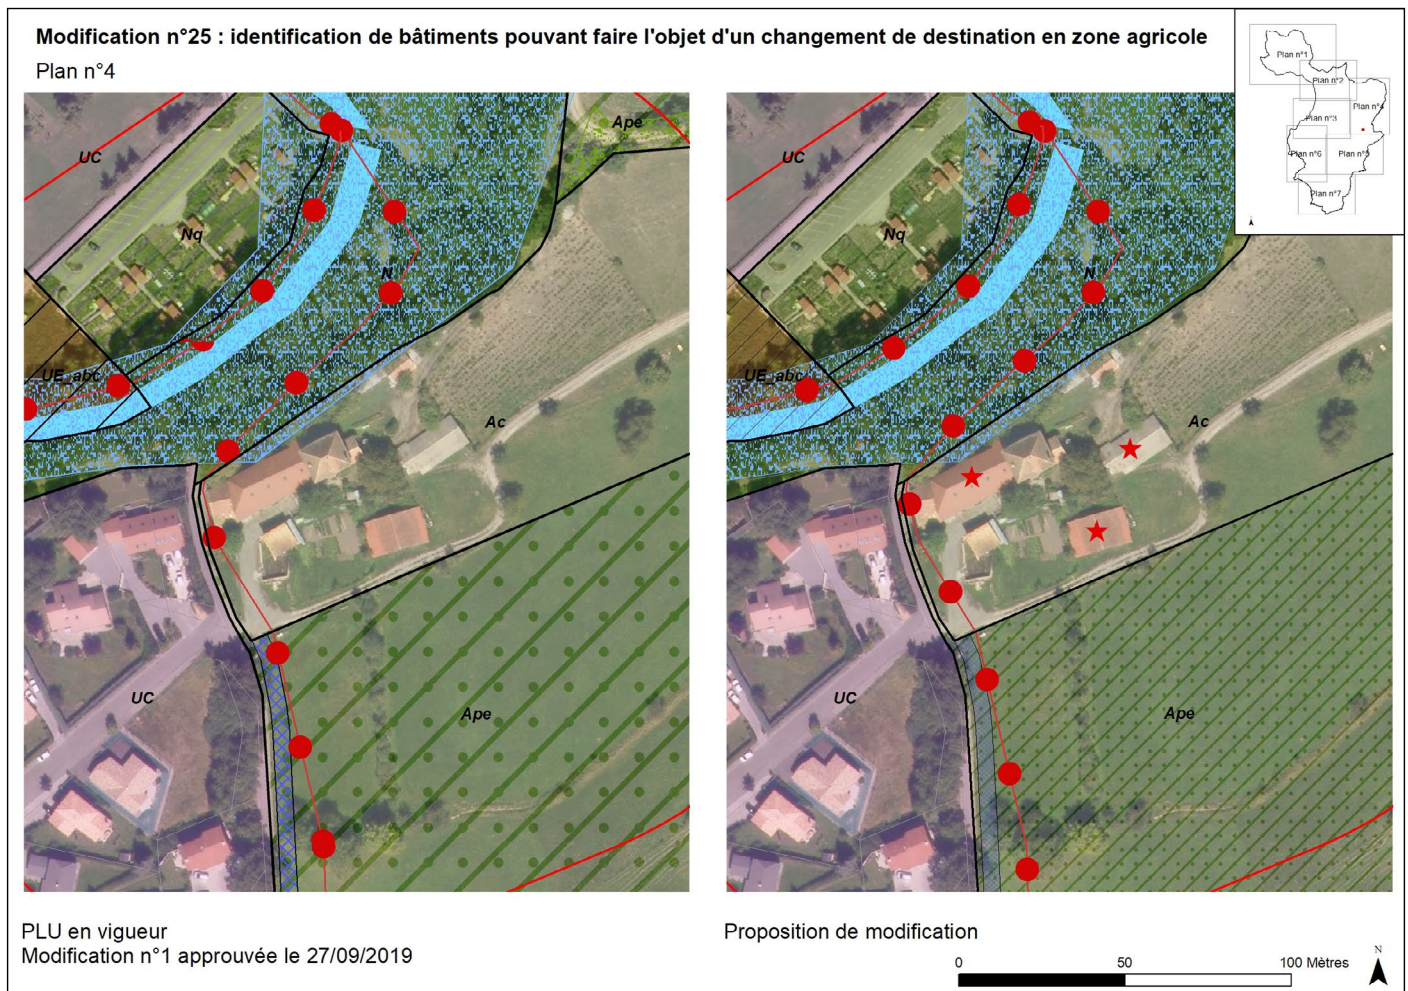 Modification n°25 : identification de bâtiments pouvant faire l'objet d'un changement de destination en zone agricole
Plan n°4
Plan n°1
Plan n°2
Plan n°4
Plan n°3
Plan n°6
Plan n°5
Plan n°7
UC
Ape
Nq
N
UE_abc
Ac
UC
Ape
UC
Nq
N
UE_abc
Ac
UC
Ape
PLU en vigueur
Modification n°1 approuvée le 27/09/2019
Proposition de modification
0 50 100 Mètres
N